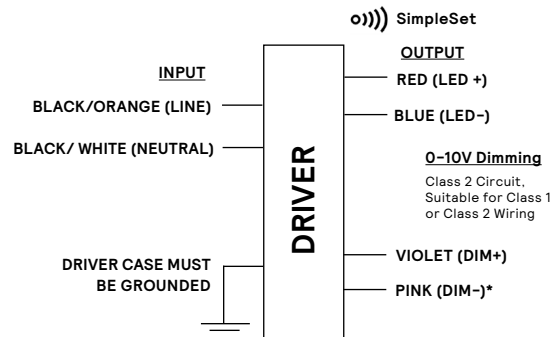 SimpleSet
INPUT
BLACK/ORANGE (LINE)
BLACK/ WHITE (NEUTRAL)
DRIVER CASE MUST
BE GROUNDED
DRIVER
OUTPUT
RED (LED +)
BLUE (LED-)
0-10V Dimming
Class 2 Circuit,
Suitable for Class 1
or Class 2 Wiring
VIOLET (DIM+)
PINK (DIM-)*